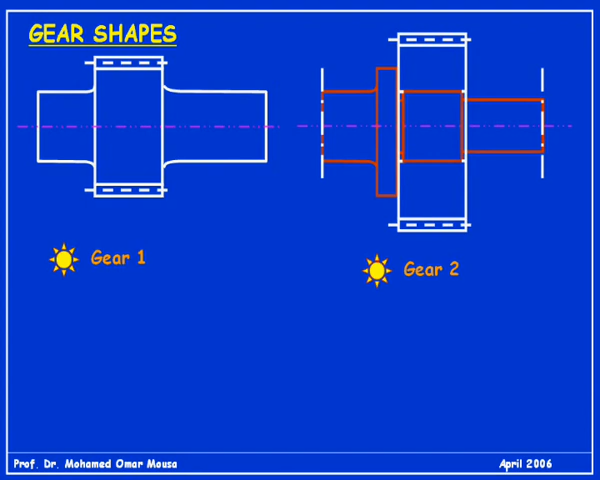 GEAR SHAPES
Gear 1
Gear 2
Prof. Dr. Mohamed Omar Mousa
April 2006